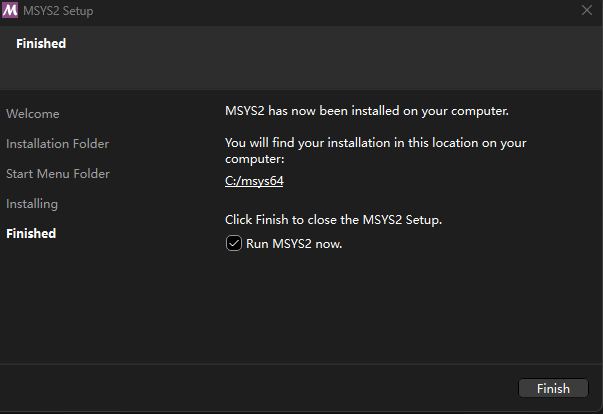 MSYS2 Setup
Finished
Welcome
Installation Folder
Start Menu Folder
Installing
Finished
MSYS2 has now been installed on your computer.
You will find your installation in this location on your
computer:
C:/msys64
Click Finish to close the MSYS2 Setup.
Run MSYS2 now.
Finish